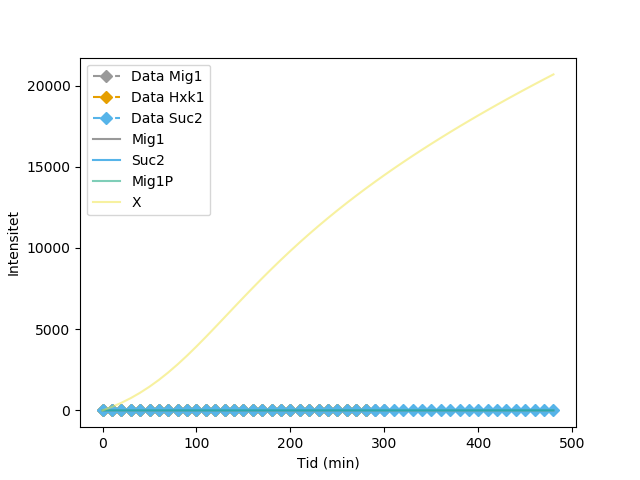 Data Mig1
Data Hxk1
Data Suc2
Mig1
Suc2
Mig1P
X
20000
15000
10000
5000
0
Intensitet
0 100 200 300 400 500
Tid (min)